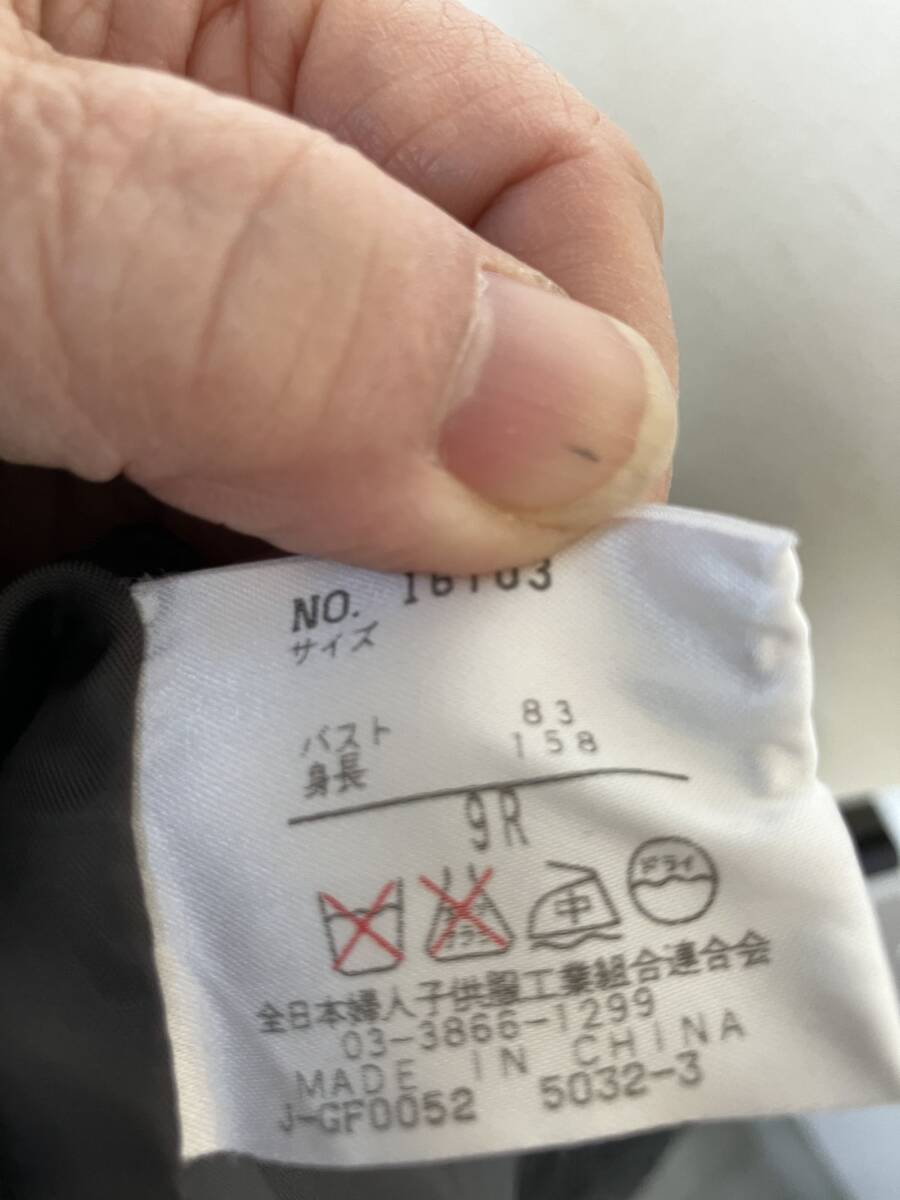 NO. 16703
サイズ
バスト 83
身長 158
9R
中 ドライ
全日本婦人子供服工業組合連合会
03-3866-1299
MADE IN CHINA
J-GF0052 5032-3